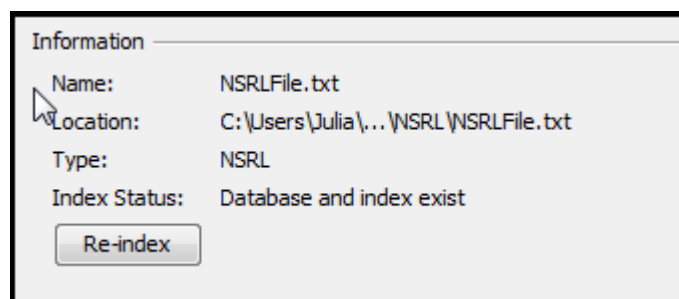 Information
Name: NSRLFile.txt
Location: C:\Users\Julia\...\NSRL\NSRLFile.txt
Type: NSRL
Index Status: Database and index exist
Re-index